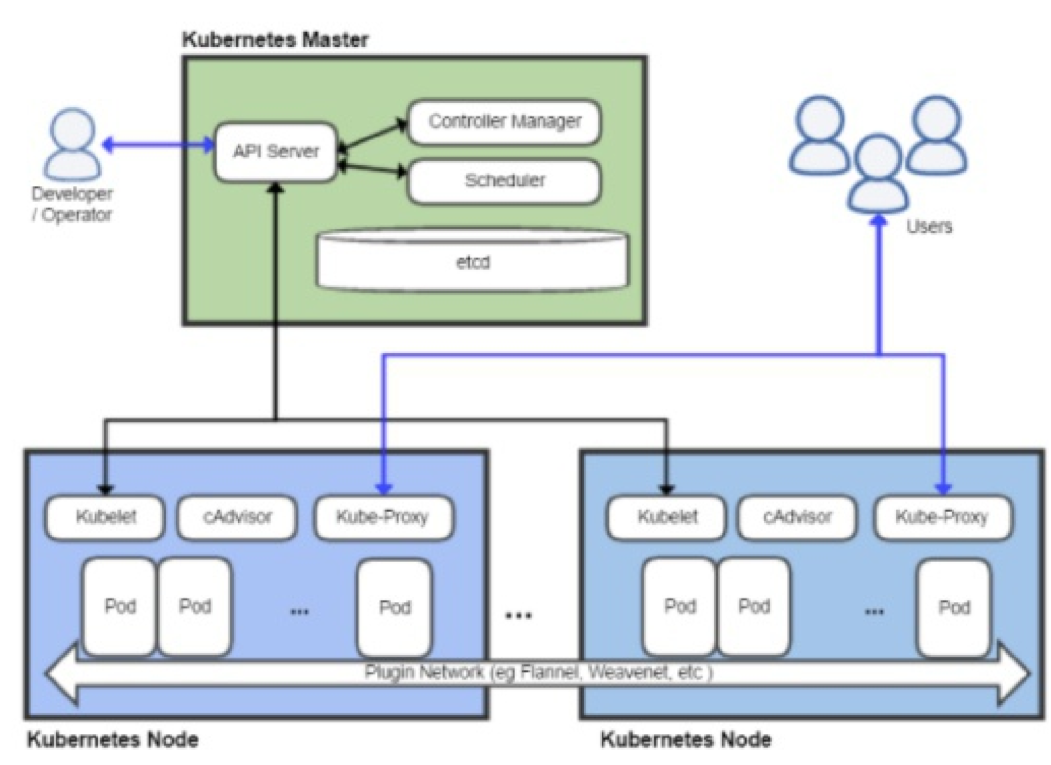 Kubernetes Master
API Server
Controller Manager
Scheduler
etcd
Developer
/ Operator
Users
Kubelet
cAdvisor
Kube-Proxy
Pod
Pod
...
Pod
...
Kubelet
cAdvisor
Kube-Proxy
Pod
Pod
...
Pod
Plugin Network (eg Flannel, Weavenet, etc )
Kubernetes Node
Kubernetes Node